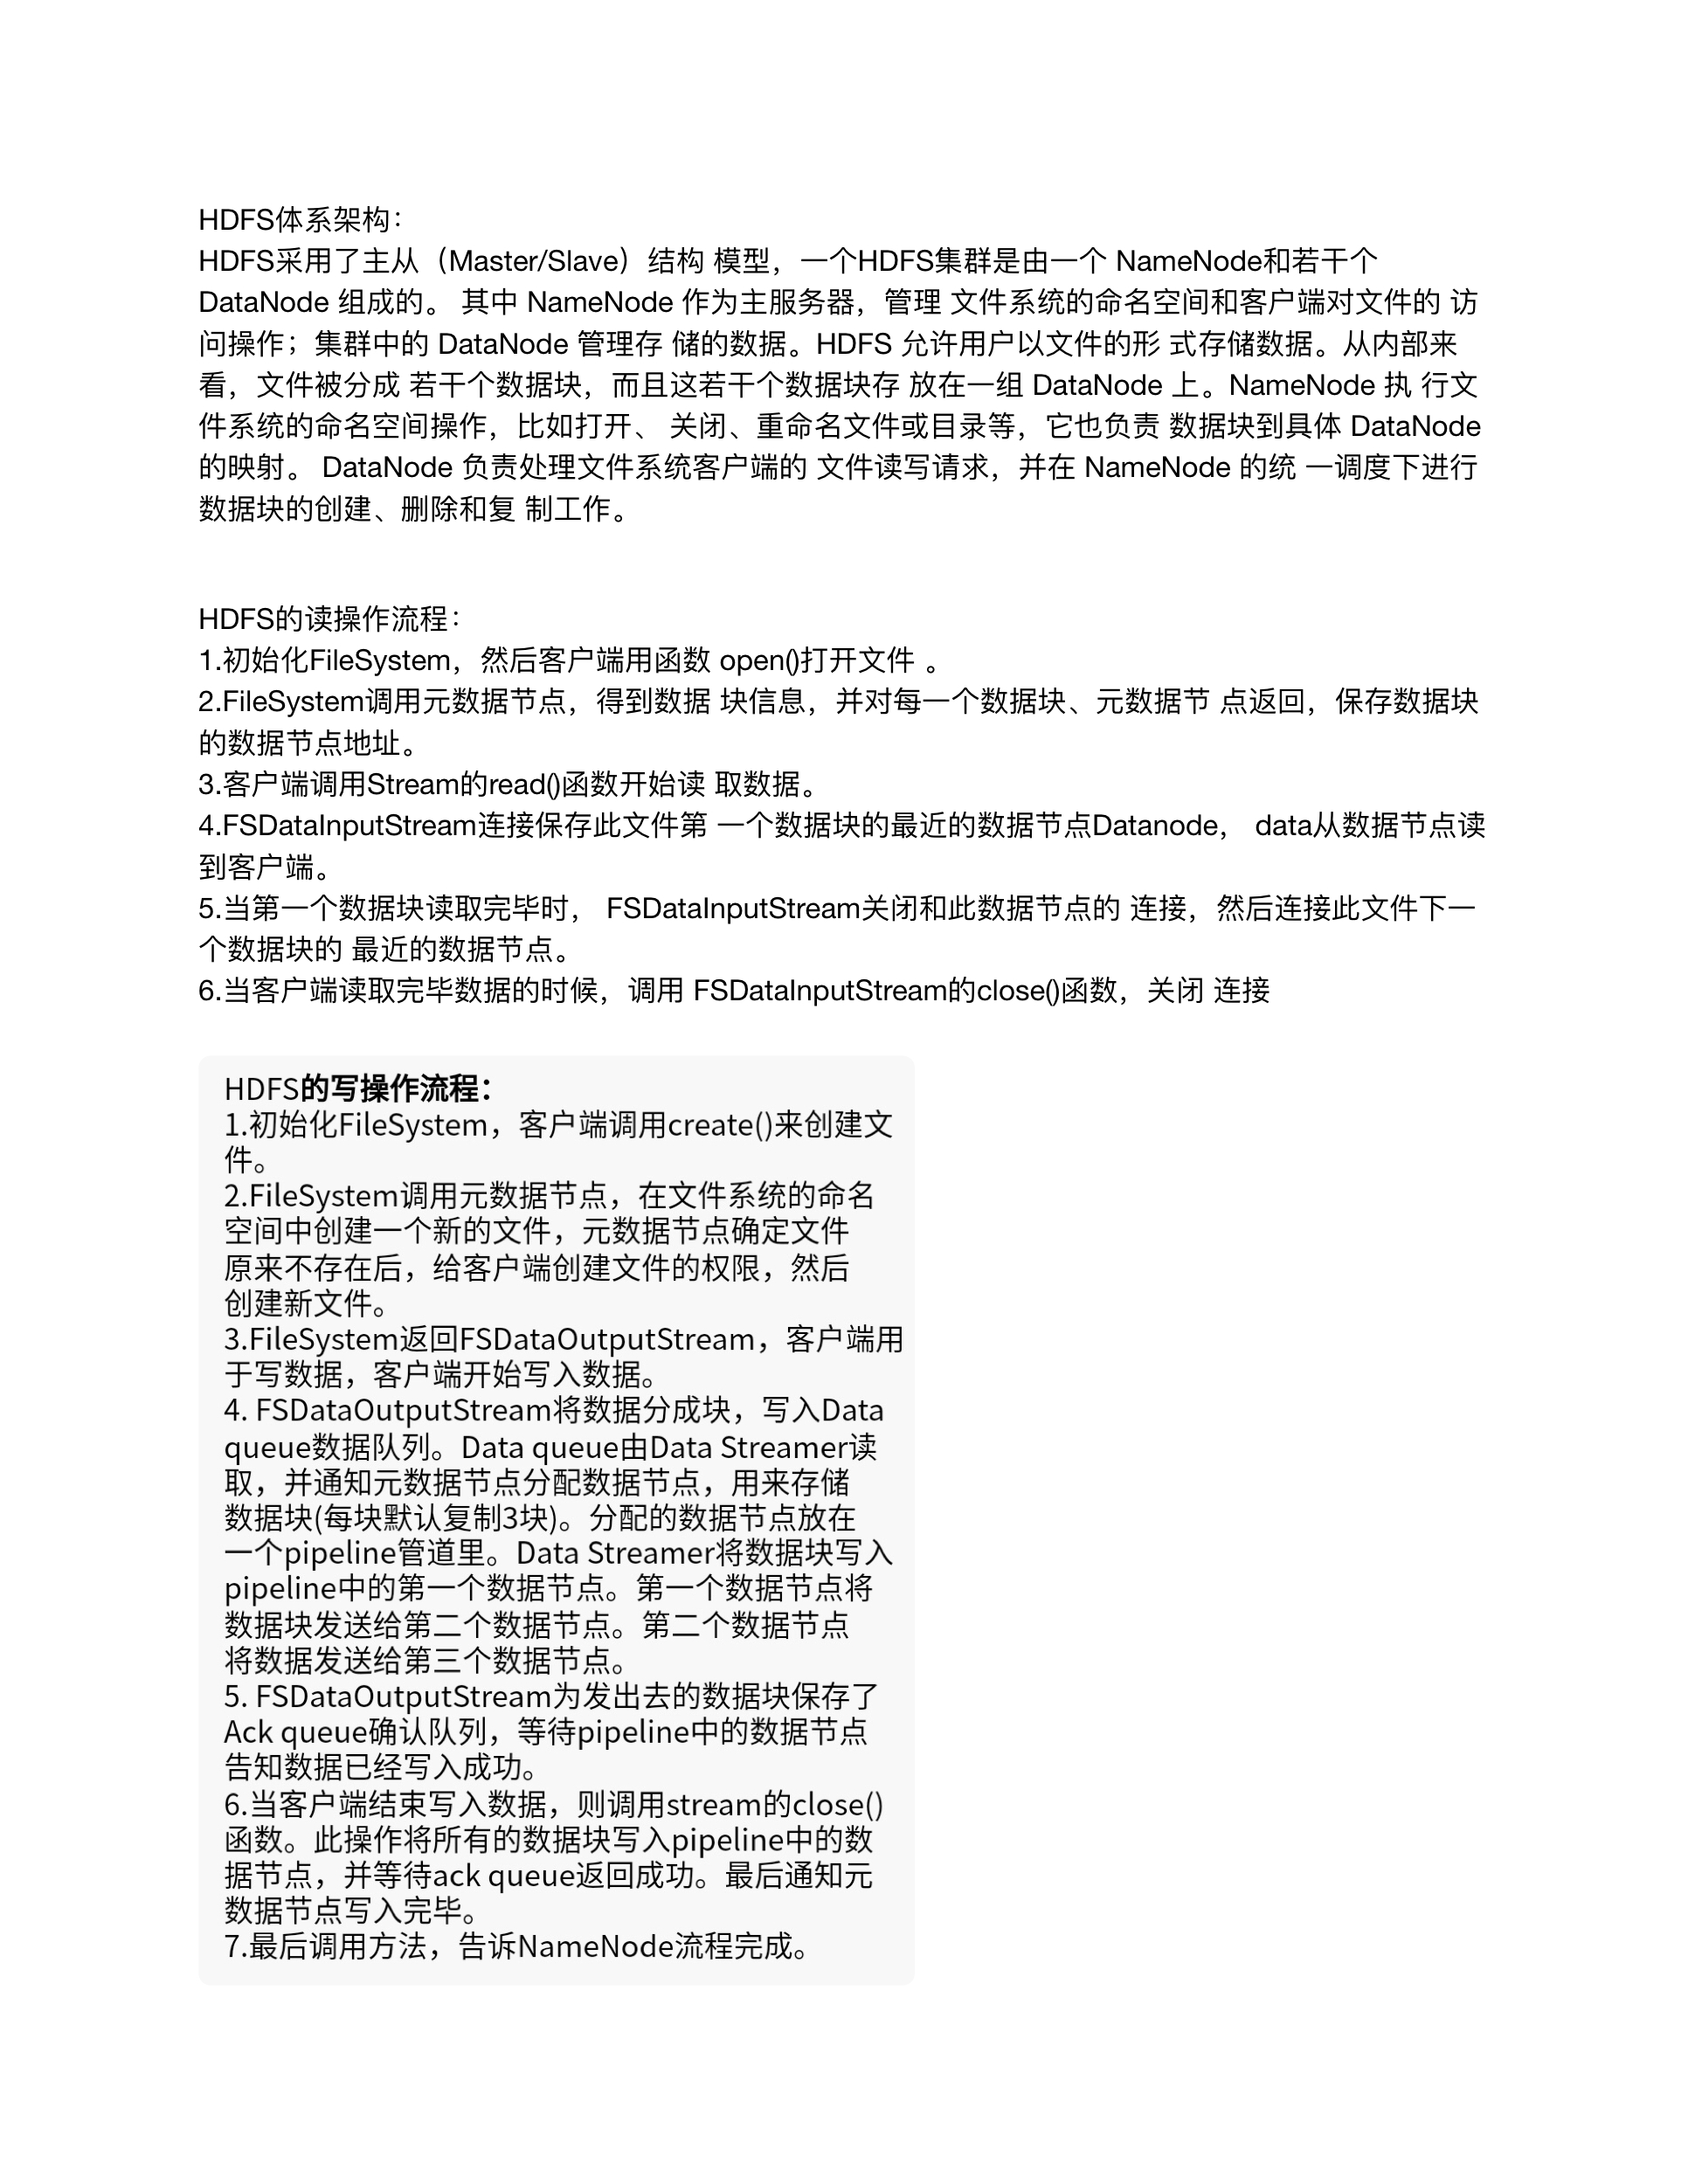 HDFS体系架构：
HDFS采用了主从（Master/Slave）结构 模型，一个HDFS集群是由一个 NameNode和若干个
DataNode 组成的。 其中 NameNode 作为主服务器，管理 文件系统的命名空间和客户端对文件的 访
问操作；集群中的 DataNode 管理存 储的数据。HDFS 允许用户以文件的形 式存储数据。从内部来
看，文件被分成 若干个数据块，而且这若干个数据块存 放在一组 DataNode 上。NameNode 执 行文
件系统的命名空间操作，比如打开、 关闭、重命名文件或目录等，它也负责 数据块到具体 DataNode
的映射。 DataNode 负责处理文件系统客户端的 文件读写请求，并在 NameNode 的统 一调度下进行
数据块的创建、删除和复 制工作。
HDFS的读操作流程：
1.初始化FileSystem，然后客户端用函数 open()打开文件 。
2.FileSystem调用元数据节点，得到数据 块信息，并对每一个数据块、元数据节 点返回，保存数据块
的数据节点地址。
3.客户端调用Stream的read()函数开始读 取数据。
4.FSDataInputStream连接保存此文件第 一个数据块的最近的数据节点Datanode， data从数据节点读
到客户端。
5.当第一个数据块读取完毕时， FSDataInputStream关闭和此数据节点的 连接，然后连接此文件下一
个数据块的 最近的数据节点。
6.当客户端读取完毕数据的时候，调用 FSDataInputStream的close()函数，关闭 连接
HDFS的写操作流程：
1.初始化FileSystem，客户端调用create()来创建文
件。
2.FileSystem调用元数据节点，在文件系统的命名
空间中创建一个新的文件，元数据节点确定文件
原来不存在后，给客户端创建文件的权限，然后
创建新文件。
3.FileSystem返回FSDataOutputStream，客户端用
于写数据，客户端开始写入数据。
4. FSDataOutputStream将数据分成块，写入Data
queue数据队列。Data queue由Data Streamer读
取，并通知元数据节点分配数据节点，用来存储
数据块(每块默认复制3块)。分配的数据节点放在
一个pipeline管道里。Data Streamer将数据块写入
pipeline中的第一个数据节点。第一个数据节点将
数据块发送给第二个数据节点。第二个数据节点
将数据发送给第三个数据节点。
5. FSDataOutputStream为发出去的数据块保存了
Ack queue确认队列，等待pipeline中的数据节点
告知数据已经写入成功。
6.当客户端结束写入数据，则调用stream的close()
函数。此操作将所有的数据块写入pipeline中的数
据节点，并等待ack queue返回成功。最后通知元
数据节点写入完毕。
7.最后调用方法，告诉NameNode流程完成。